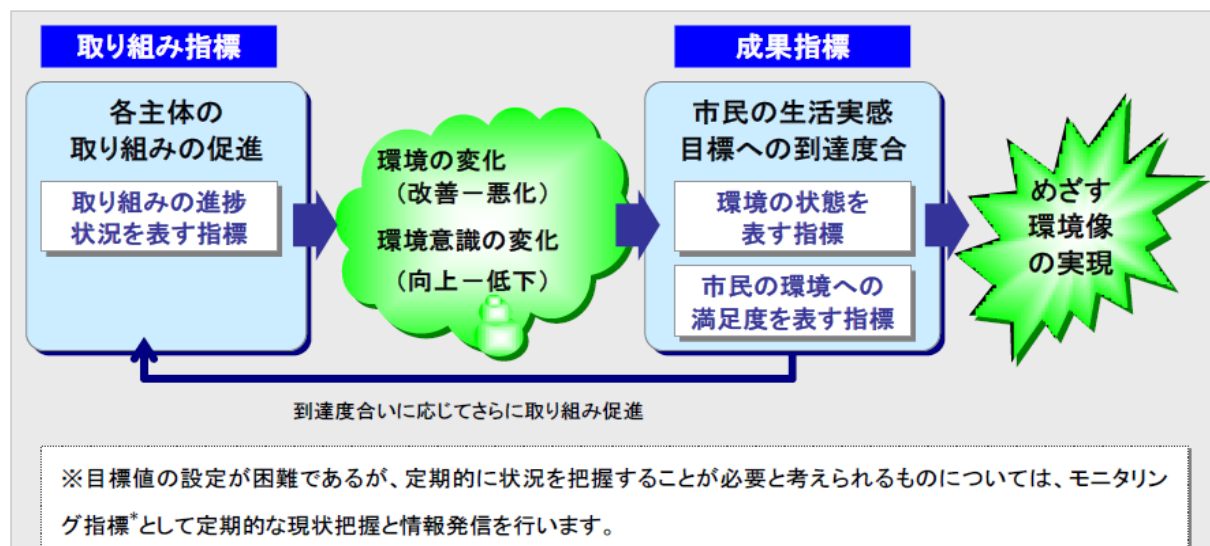 取り組み指標
各主体の
取り組みの促進
取り組みの進捗
状況を表す指標
環境の変化
（改善－悪化）
環境意識の変化
（向上－低下）
成果指標
市民の生活実感
目標への到達度合
環境の状態を
表す指標
市民の環境への
満足度を表す指標
めざす
環境像
の実現
到達度合いに応じてさらに取り組み促進
※目標値の設定が困難であるが、定期的に状況を把握することが必要と考えられるものについては、モニタリン
グ指標*として定期的な現状把握と情報発信を行います。